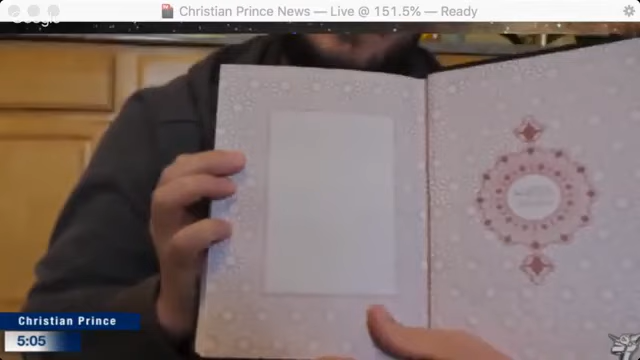 Christian Prince News — Live @ 151.5% — Ready
Christian Prince
5:05